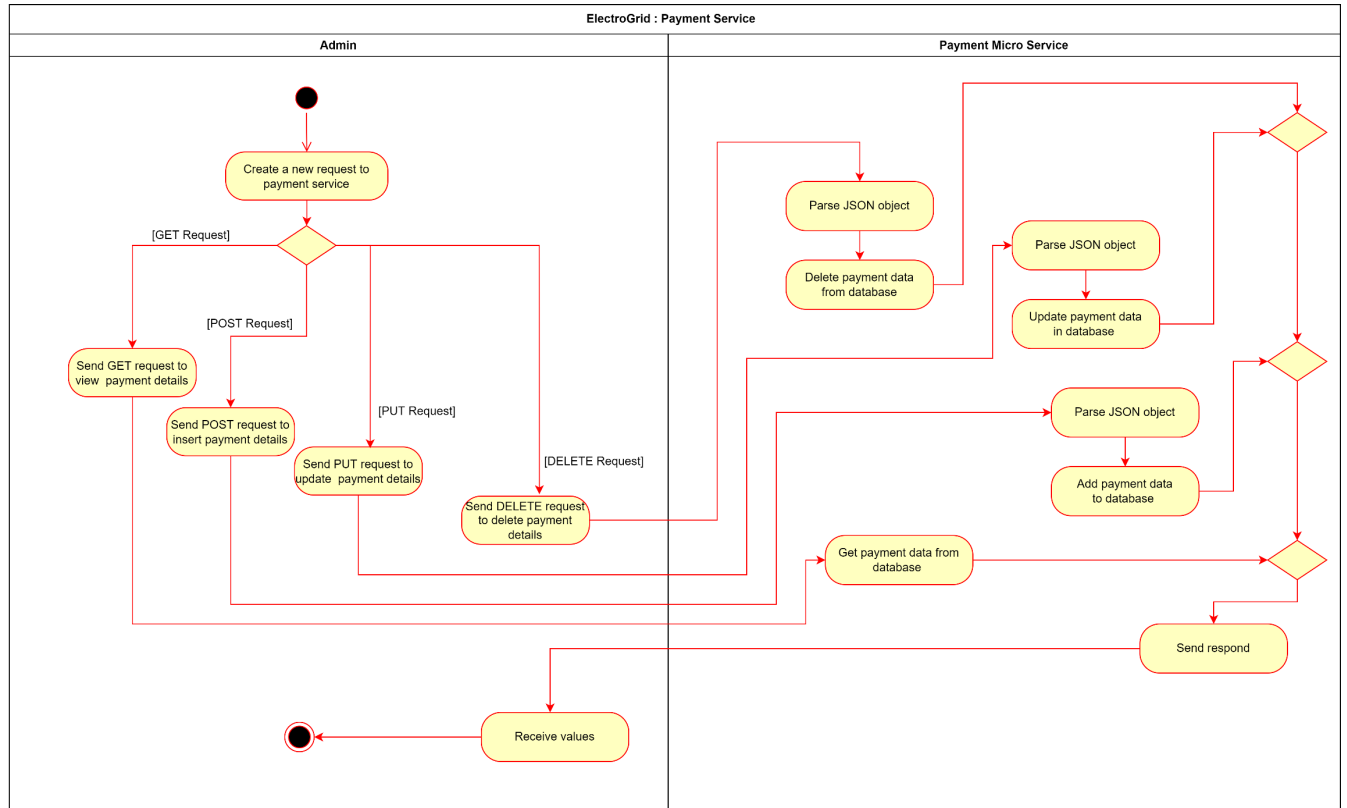 ElectroGrid : Payment Service
Admin
Payment Micro Service
Create a new request to
payment service
[GET Request]
[POST Request]
[PUT Request]
[DELETE Request]
Send GET request to
view payment details
Send POST request to
insert payment details
Send PUT request to
update payment details
Send DELETE request
to delete payment
details
Parse JSON object
Delete payment data
from database
Parse JSON object
Update payment data
in database
Parse JSON object
Add payment data
to database
Get payment data from
database
Send respond
Receive values